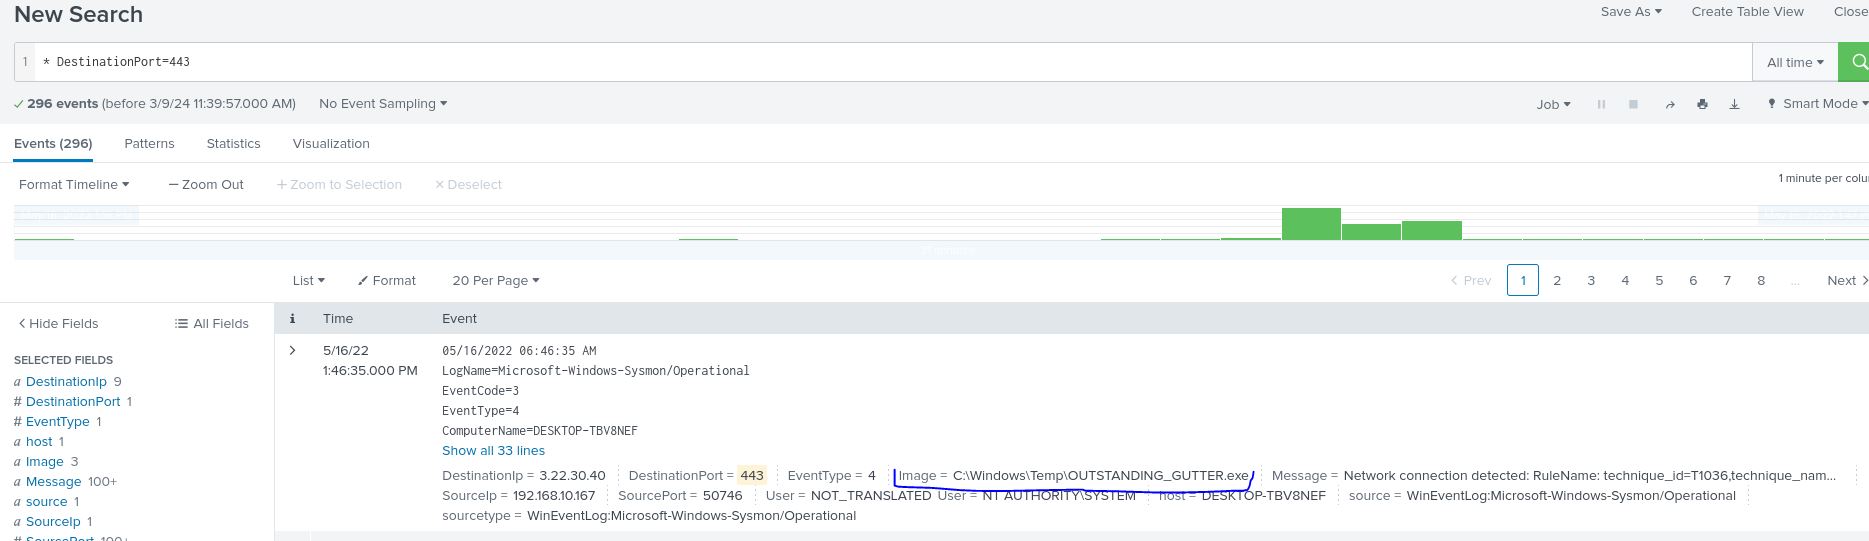 New Search
Save As Create Table View Close
1 * DestinationPort=443 All time
296 events (before 3/9/24 11:39:57.000 AM) No Event Sampling Job Smart Mode
Events (296) Patterns Statistics Visualization
Format Timeline — Zoom Out + Zoom to Selection × Deselect 1 minute per colu
List Format 20 Per Page < Prev 1 2 3 4 5 6 7 8 ... Next >
< Hide Fields All Fields i Time Event
SELECTED FIELDS
a DestinationIp 9
# DestinationPort 1
# EventType 1
a host 1
a Image 3
a Message 100+
a source 1
a SourceIp 1
# SourcePort 100+
> 5/16/22
1:46:35.000 PM
05/16/2022 06:46:35 AM
LogName=Microsoft-Windows-Sysmon/Operational
EventCode=3
EventType=4
ComputerName=DESKTOP-TBV8NEF
Show all 33 lines
DestinationIp = 3.22.30.40 DestinationPort = 443 EventType = 4 Image = C:\Windows\Temp\OUTSTANDING_GUTTER.exe Message = Network connection detected: RuleName: technique_id=T1036,technique_nam...
SourceIp = 192.168.10.167 SourcePort = 50746 User = NOT_TRANSLATED User = NT AUTHORITY\SYSTEM host = DESKTOP-TBV8NEF source = WinEventLog:Microsoft-Windows-Sysmon/Operational
sourcetype = WinEventLog:Microsoft-Windows-Sysmon/Operational